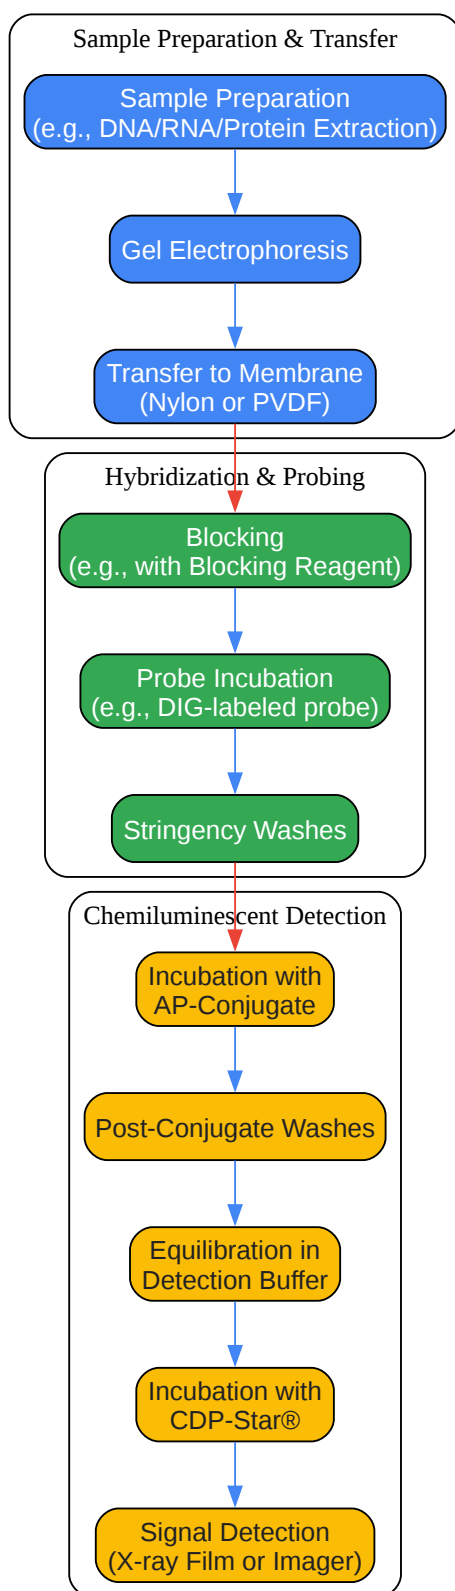 Sample Preparation & Transfer
Sample Preparation
(e.g., DNA/RNA/Protein Extraction)
Gel Electrophoresis
Transfer to Membrane
(Nylon or PVDF)
Hybridization & Probing
Blocking
(e.g., with Blocking Reagent)
Probe Incubation
(e.g., DIG-labeled probe)
Stringency Washes
Chemiluminescent Detection
Incubation with
AP-Conjugate
Post-Conjugate Washes
Equilibration in
Detection Buffer
Incubation with
CDP-Star®
Signal Detection
(X-ray Film or Imager)